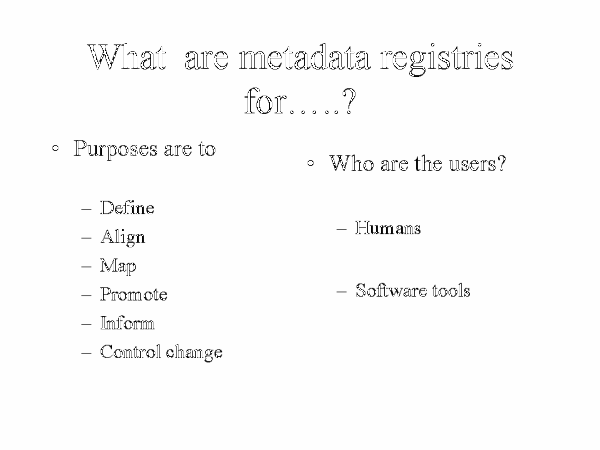 What  are metadata registries
for…..?
◦ Purposes are to
– Define
– Align
– Map
– Promote
– Inform
– Control change
◦ Who are the users?
– Humans
– Software tools